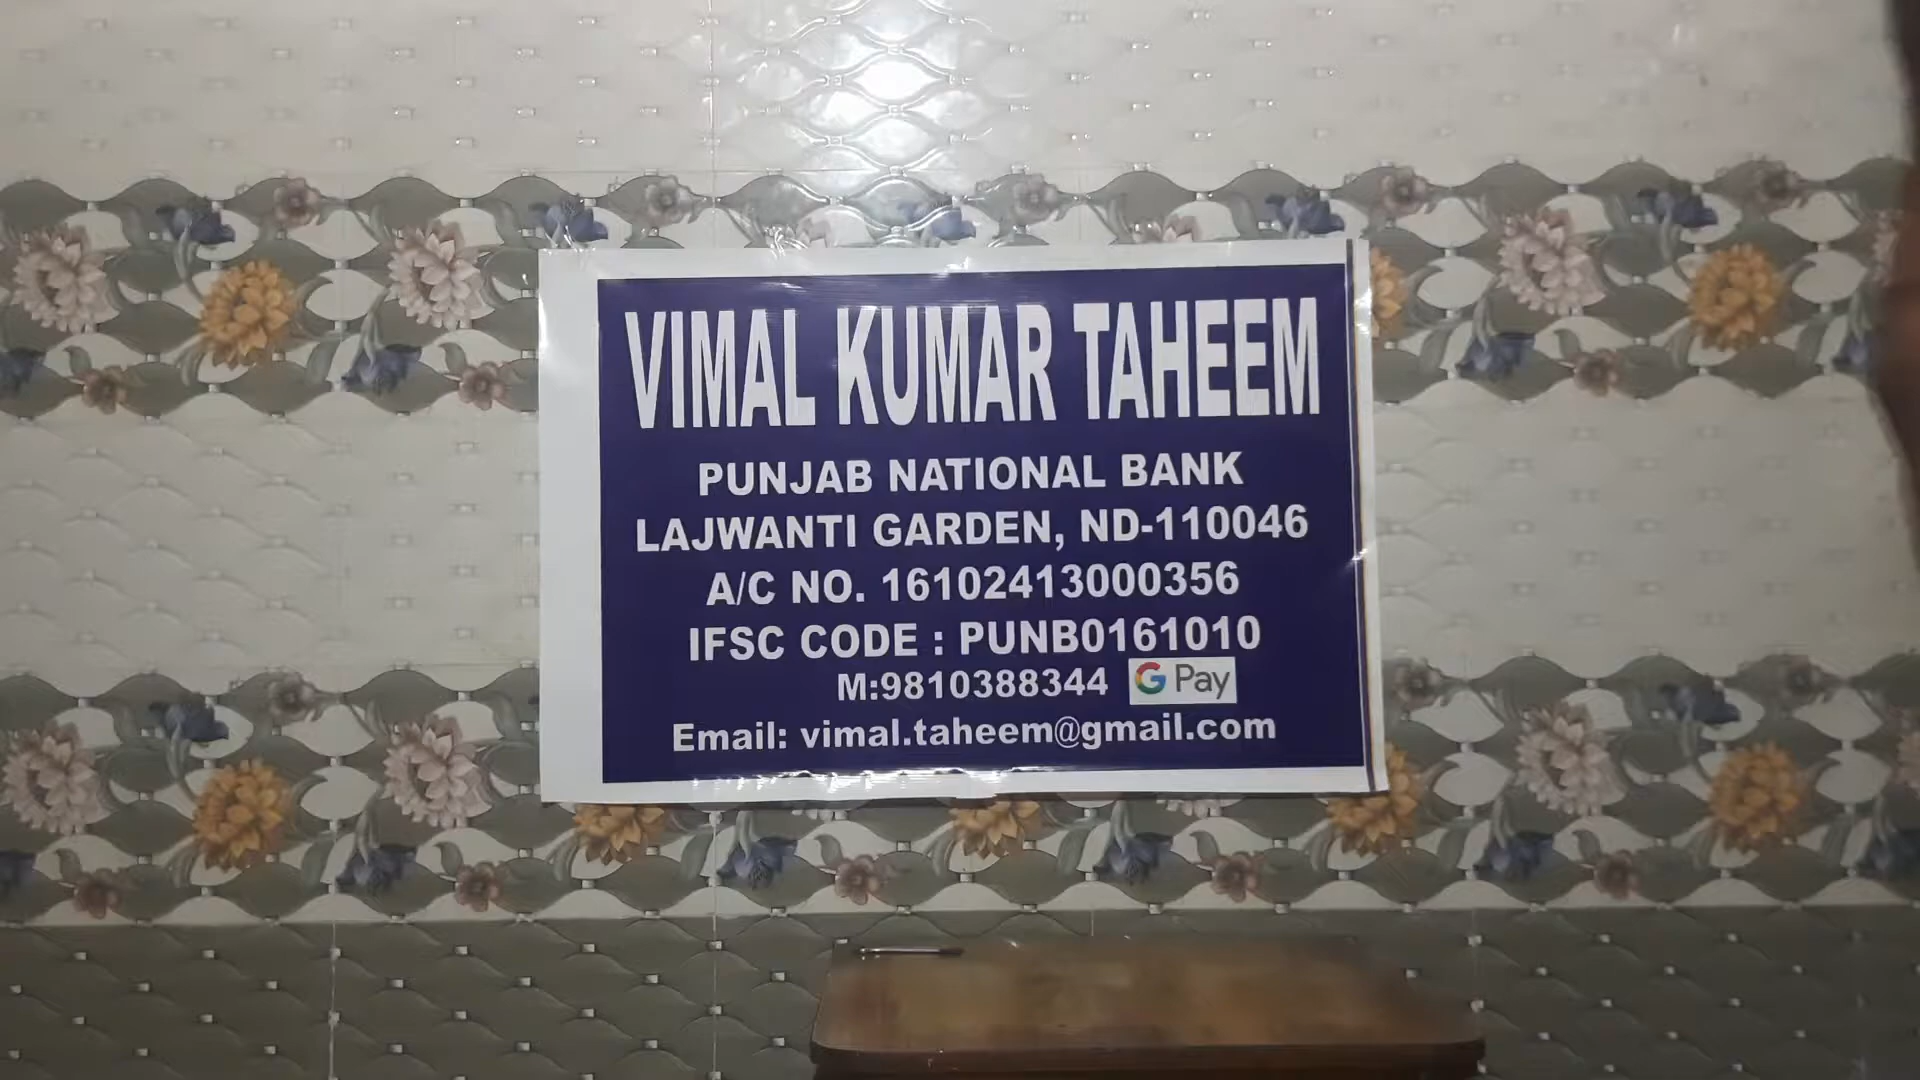 VIMAL KUMAR TAHEEM
PUNJAB NATIONAL BANK
LAJWANTI GARDEN, ND-110046
A/C NO. 16102413000356
IFSC CODE : PUNB0161010
M:9810388344 G Pay
Email: vimal.taheem@gmail.com